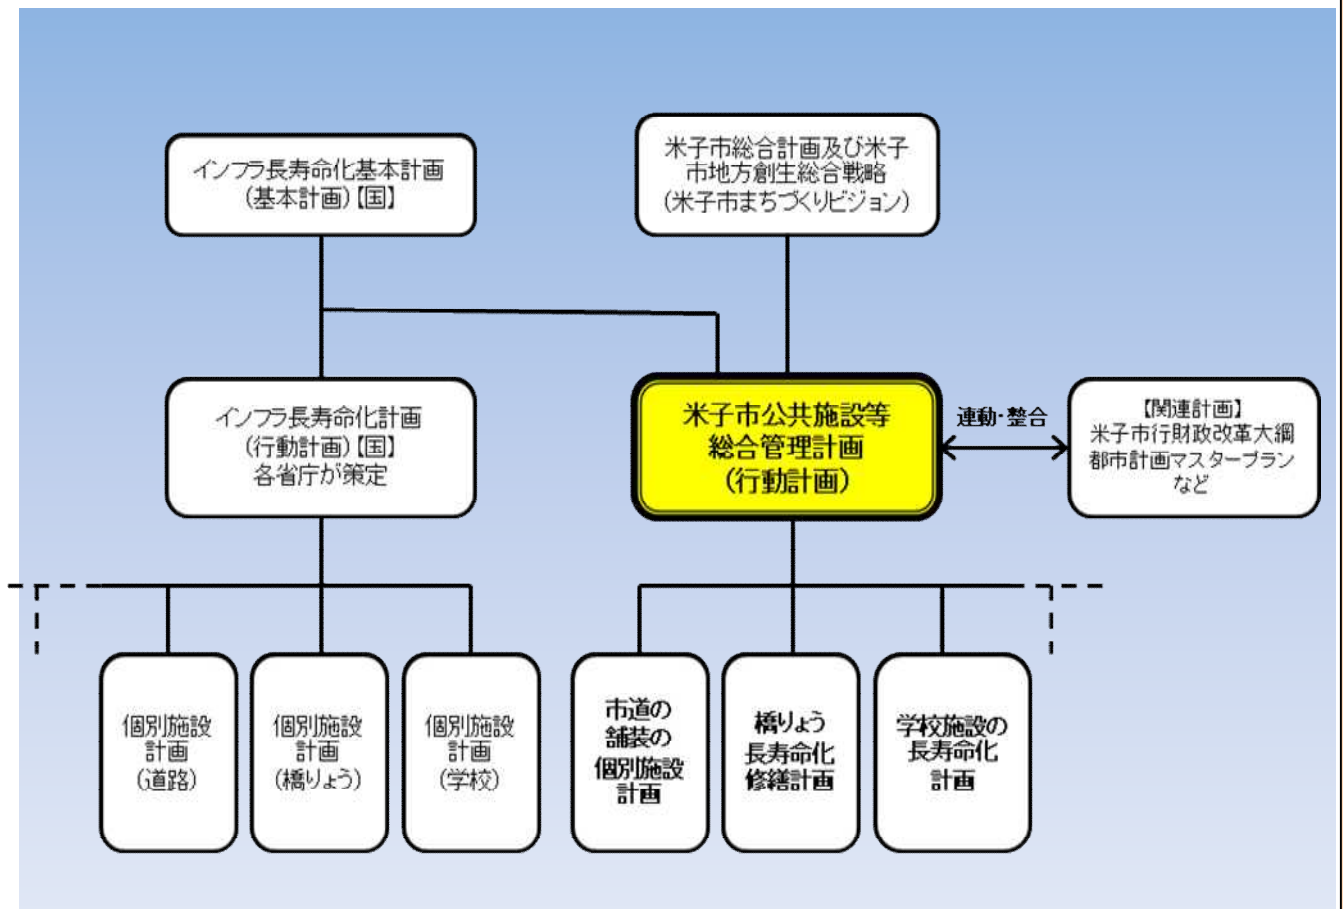 インフラ長寿命化基本計画
(基本計画)【国】
米子市総合計画及び米子
市地方創生総合戦略
(米子市まちづくりビジョン)
インフラ長寿命化計画
(行動計画)【国】
各省庁が策定
米子市公共施設等
総合管理計画
(行動計画)
連動・整合
【関連計画】
米子市行財政改革大綱
都市計画マスタープラン
など
個別施設
計画
(道路)
個別施設
計画
(橋りょう)
個別施設
計画
(学校)
市道の
舗装の
個別施設
計画
橋りょう
長寿命化
修繕計画
学校施設の
長寿命化
計画